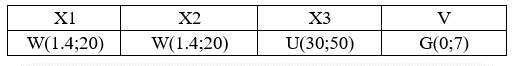 X1 X2 X3 V
W(1.4;20) W(1.4;20) U(30;50) G(0;7)